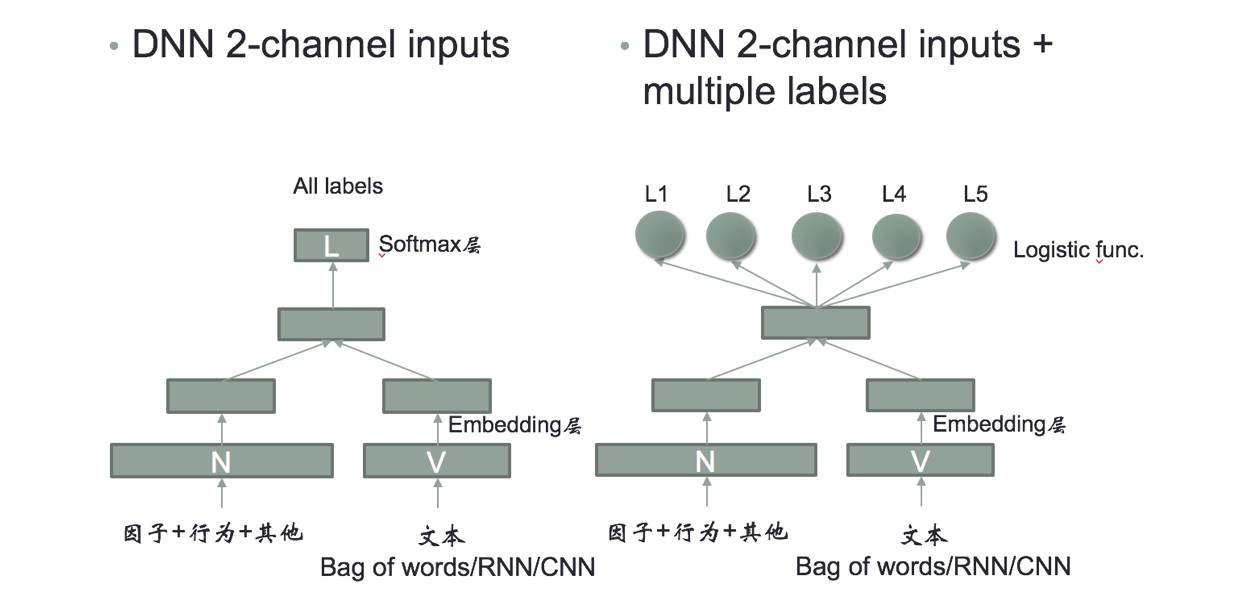 • DNN 2-channel inputs
All labels
L
Softmax层
Embedding层
N
V
因子+行为+其他
文本
Bag of words/RNN/CNN
• DNN 2-channel inputs +
multiple labels
L1 L2 L3 L4 L5
Logistic func.
Embedding层
N
V
因子+行为+其他
文本
Bag of words/RNN/CNN